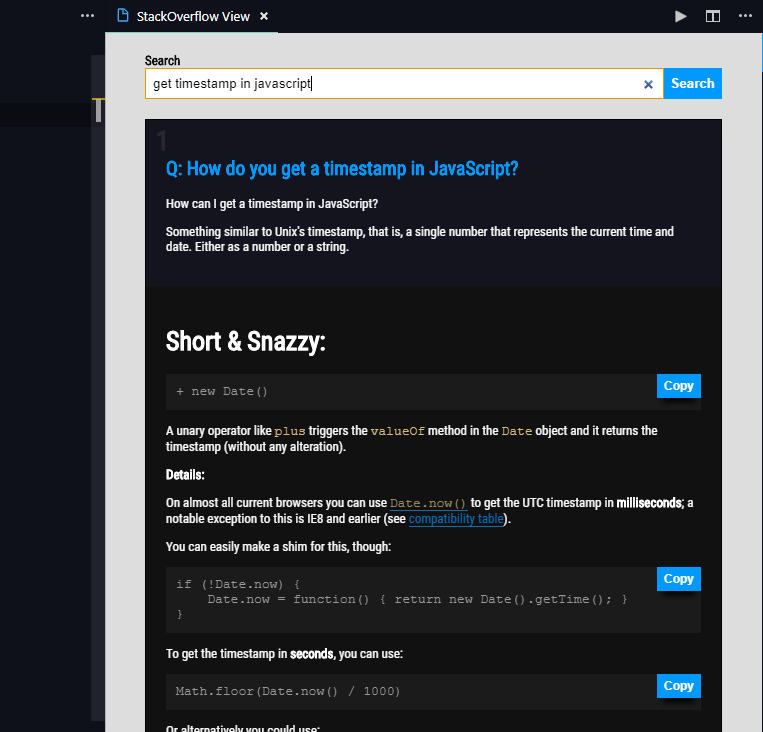 StackOverflow View ×
Search
get timestamp in javascript × Search
1
Q: How do you get a timestamp in JavaScript?
How can I get a timestamp in JavaScript?
Something similar to Unix's timestamp, that is, a single number that represents the current time and
date. Either as a number or a string.
Short & Snazzy:
+ new Date() Copy
A unary operator like plus triggers the valueOf method in the Date object and it returns the
timestamp (without any alteration).
Details:
On almost all current browsers you can use Date.now() to get the UTC timestamp in milliseconds; a
notable exception to this is IE8 and earlier (see compatibility table).
You can easily make a shim for this, though:
if (!Date.now) { Copy
Date.now = function() { return new Date().getTime(); }
}
To get the timestamp in seconds, you can use:
Math.floor(Date.now() / 1000) Copy
Or alternatively you could use: